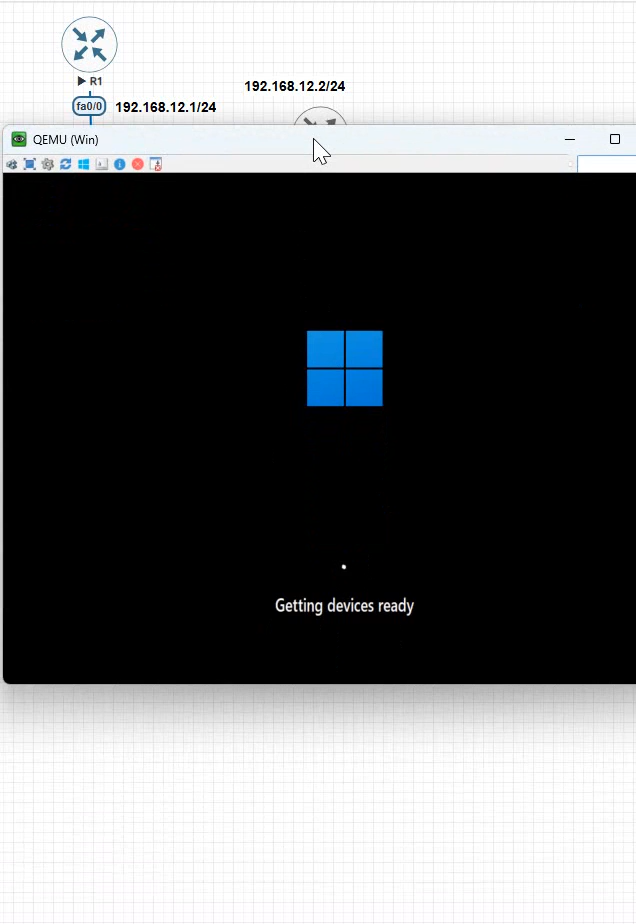 R1
192.168.12.2/24
fa0/0 192.168.12.1/24
QEMU (Win)
Getting devices ready